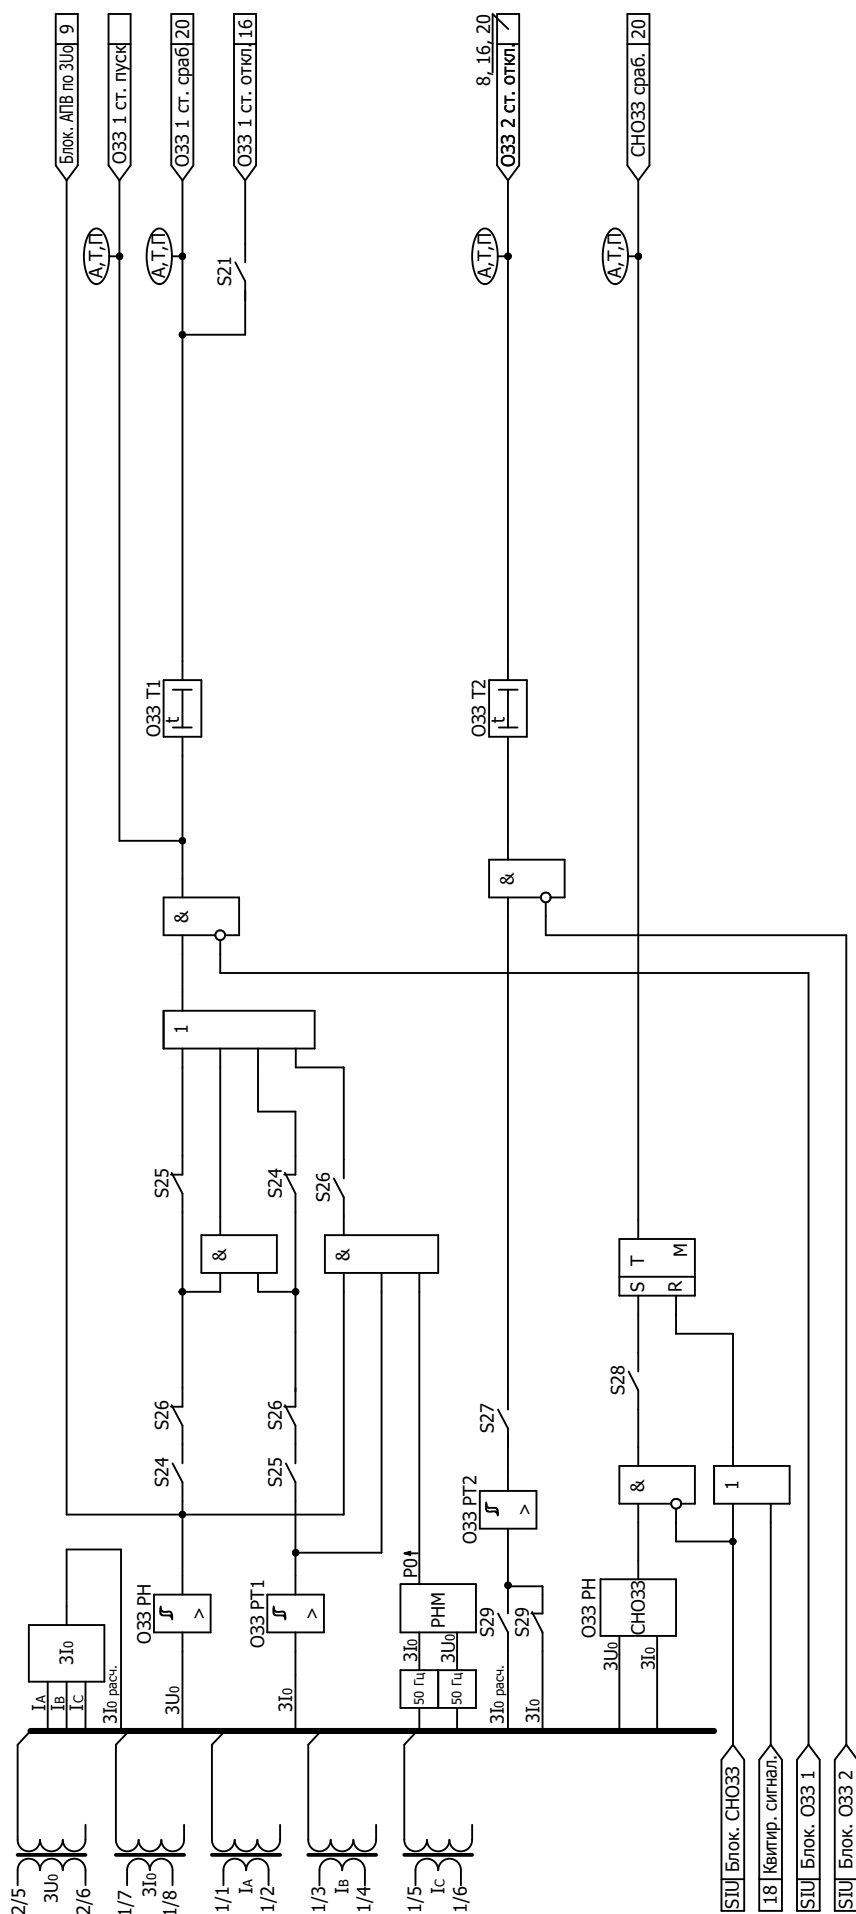 Блок. АПВ по 3U0 9
ОЗЗ 1 ст. пуск
ОЗЗ 1 ст. сраб 20
ОЗЗ 1 ст. откл. 16
8, 16, 20
ОЗЗ 2 ст. откл.
СНОЗЗ сраб. 20
А,Т,П
А,Т,П
А,Т,П
А,Т,П
S21
ОЗЗ Т1
t
ОЗЗ Т2
t
&
&
1
S25
S24
S26
&
&
S T
R M
S26
S26
S24
S25
S27
S28
ОЗЗ РТ2
>
&
1
3I0
IA
IB
IC
3I0 расч.
ОЗЗ РН
>
3U0
ОЗЗ РТ1
>
3I0
Р0
РНМ
3I0
3U0
50 Гц
50 Гц
S29
S29
3I0 расч.
3I0
ОЗЗ РН
СНОЗЗ
3U0
3I0
2/5
3U0
2/6
1/7
3I0
1/8
1/1
IA
1/2
1/3
IB
1/4
1/5
IC
1/6
SIU Блок. СНОЗЗ
18 Квитир. сигнал.
SIU Блок. ОЗЗ 1
SIU Блок. ОЗЗ 2